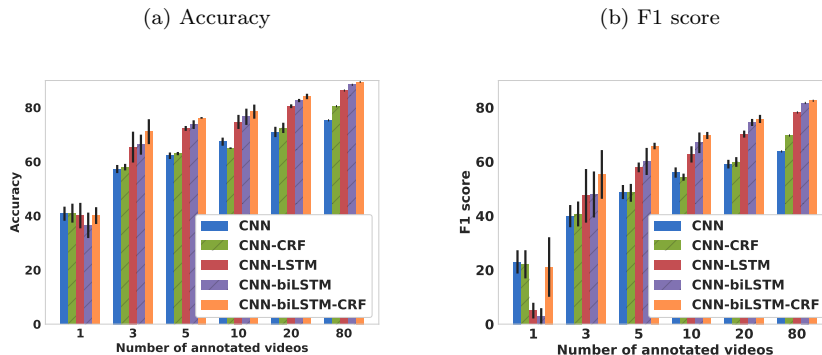 (a) Accuracy
Accuracy
80
60
40
20
0
1 3 5 10 20 80
Number of annotated videos
CNN
CNN-CRF
CNN-LSTM
CNN-biLSTM
CNN-biLSTM-CRF
(b) F1 score
F1 score
80
60
40
20
0
1 3 5 10 20 80
Number of annotated videos
CNN
CNN-CRF
CNN-LSTM
CNN-biLSTM
CNN-biLSTM-CRF